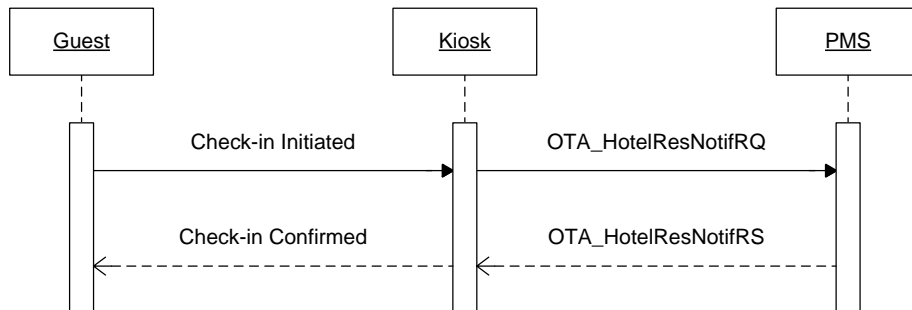 Guest
Kiosk
PMS
Check-in Initiated
OTA_HotelResNotifRQ
Check-in Confirmed
OTA_HotelResNotifRS